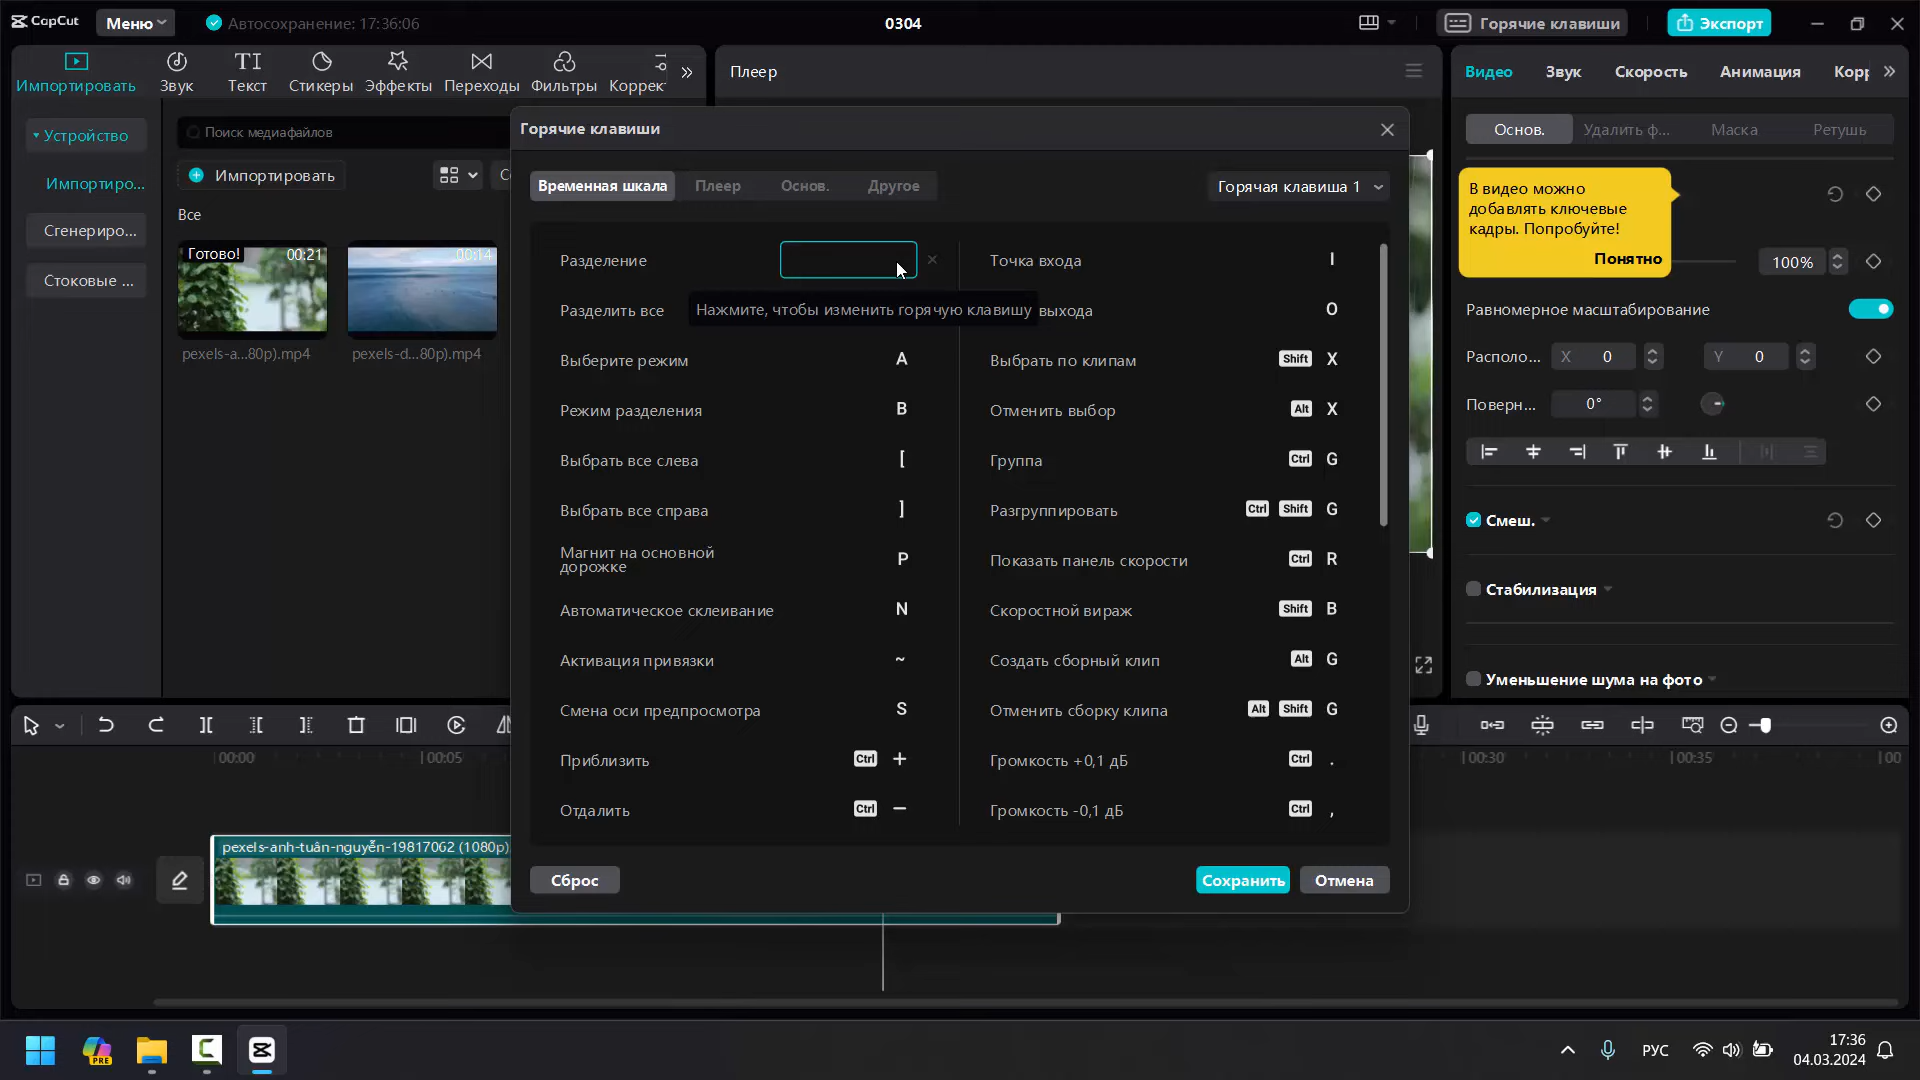 CapCut
Меню
Автосохранение: 17:36:06
0304
Горячие клавиши
Экспорт
Импортировать
Звук
Текст
Стикеры
Эффекты
Переходы
Фильтры
Коррек
Плеер
Видео
Звук
Скорость
Анимация
Корр
Устройство
Импортиро...
Сгенериро...
Стоковые ...
Поиск медиафайлов
Импортировать
Все
Готово!
00:21
00:14
pexels-a...80p).mp4
pexels-d...80p).mp4
Горячие клавиши
Временная шкала
Плеер
Основ.
Другое
Горячая клавиша 1
Разделение
Разделить все
Нажмите, чтобы изменить горячую клавишу
Выберите режим A
Режим разделения B
Выбрать все слева [
Выбрать все справа ]
Магнит на основной
дорожке P
Автоматическое склеивание N
Активация привязки ~
Смена оси предпросмотра S
Приблизить Ctrl +
Отдалить Ctrl −
Точка входа I
выхода O
Выбрать по клипам Shift X
Отменить выбор Alt X
Группа Ctrl G
Разгруппировать Ctrl Shift G
Показать панель скорости Ctrl R
Скоростной вираж Shift B
Создать сборный клип Alt G
Отменить сборку клипа Alt Shift G
Громкость +0,1 дБ Ctrl .
Громкость -0,1 дБ Ctrl ,
Сброс
Сохранить
Отмена
Основ.
Удалить ф...
Маска
Ретушь
В видео можно
добавлять ключевые
кадры. Попробуйте!
Понятно
100%
Равномерное масштабирование
Располо... X 0 Y 0
Поверн... 0°
Смеш.
Стабилизация
Уменьшение шума на фото
00:00
00:05
00:30
00:35
00
pexels-anh-tuân-nguyễn-19817062 (1080p)
PRE
РУС
17:36
04.03.2024